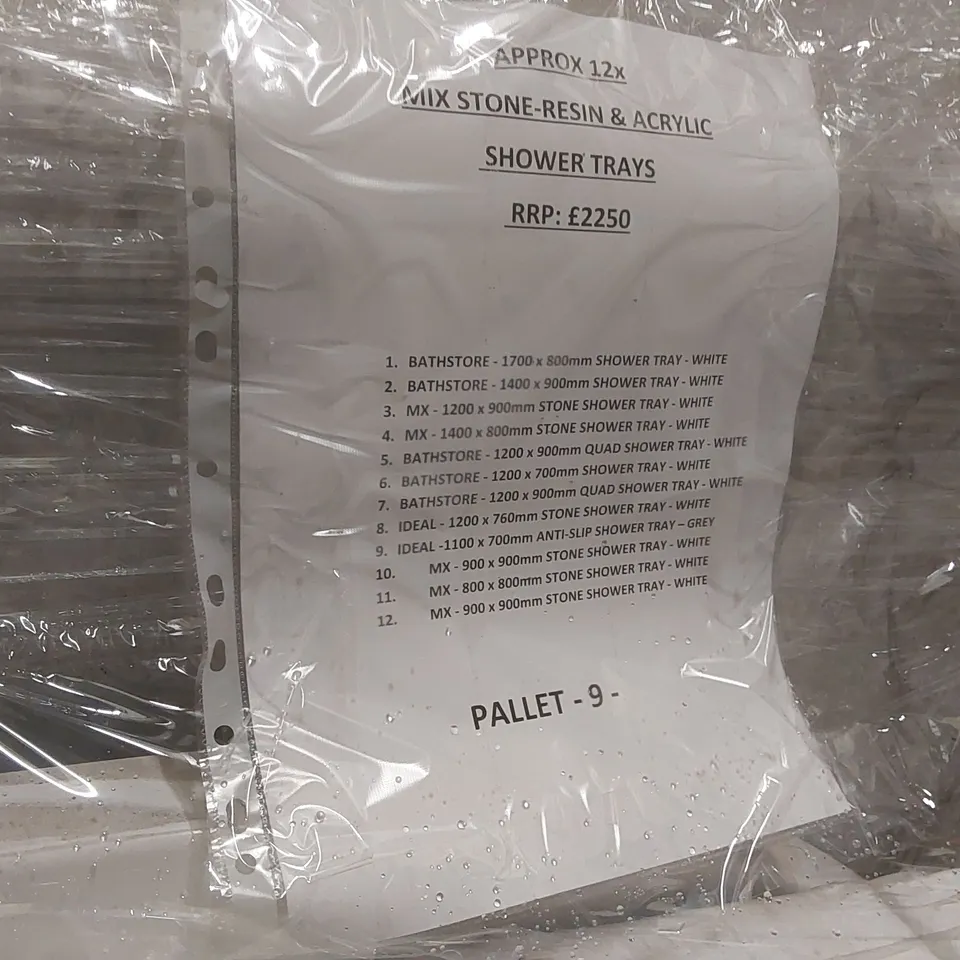 APPROX 12x
MIX STONE-RESIN & ACRYLIC
SHOWER TRAYS
RRP: £2250
1. BATHSTORE - 1700 x 800mm SHOWER TRAY - WHITE
2. BATHSTORE - 1400 x 900mm SHOWER TRAY - WHITE
3. MX - 1200 x 900mm STONE SHOWER TRAY - WHITE
4. MX - 1400 x 800mm STONE SHOWER TRAY - WHITE
5. BATHSTORE - 1200 x 900mm QUAD SHOWER TRAY - WHITE
6. BATHSTORE - 1200 x 700mm SHOWER TRAY - WHITE
7. BATHSTORE - 1200 x 900mm QUAD SHOWER TRAY - WHITE
8. IDEAL - 1200 x 760mm STONE SHOWER TRAY - WHITE
9. IDEAL -1100 x 700mm ANTI-SLIP SHOWER TRAY – GREY
10. MX - 900 x 900mm STONE SHOWER TRAY - WHITE
11. MX - 800 x 800mm STONE SHOWER TRAY - WHITE
12. MX - 900 x 900mm STONE SHOWER TRAY - WHITE
PALLET - 9 -